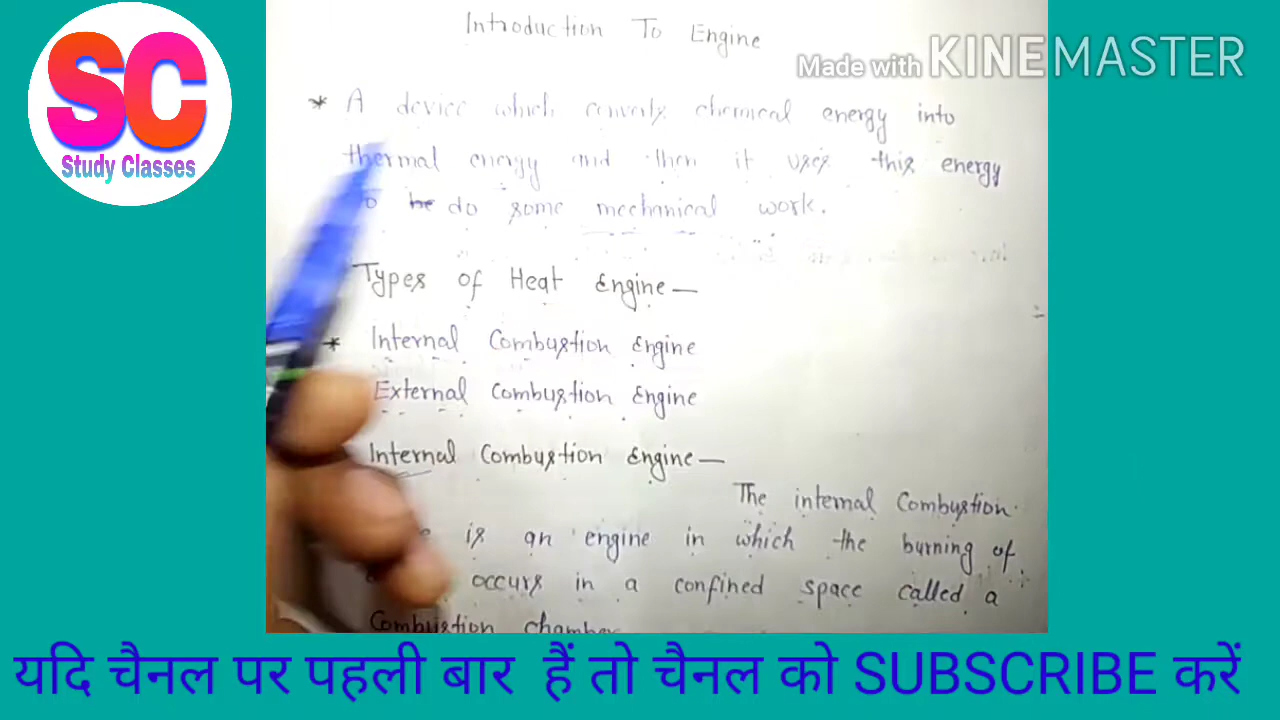 SC
Study Classes
Made with KINEMASTER
Introduction To Engine
* A device which converts chemical energy into
thermal energy and then it uses this energy
to be do some mechanical work.
Types of Heat Engine —
* Internal Combustion Engine
External Combustion Engine
Internal Combustion Engine —
The internal Combustion
is an engine in which the burning of
occurs in a confined space called a
Combustion chamber
यदि चैनल पर पहली बार हैं तो चैनल को SUBSCRIBE करें